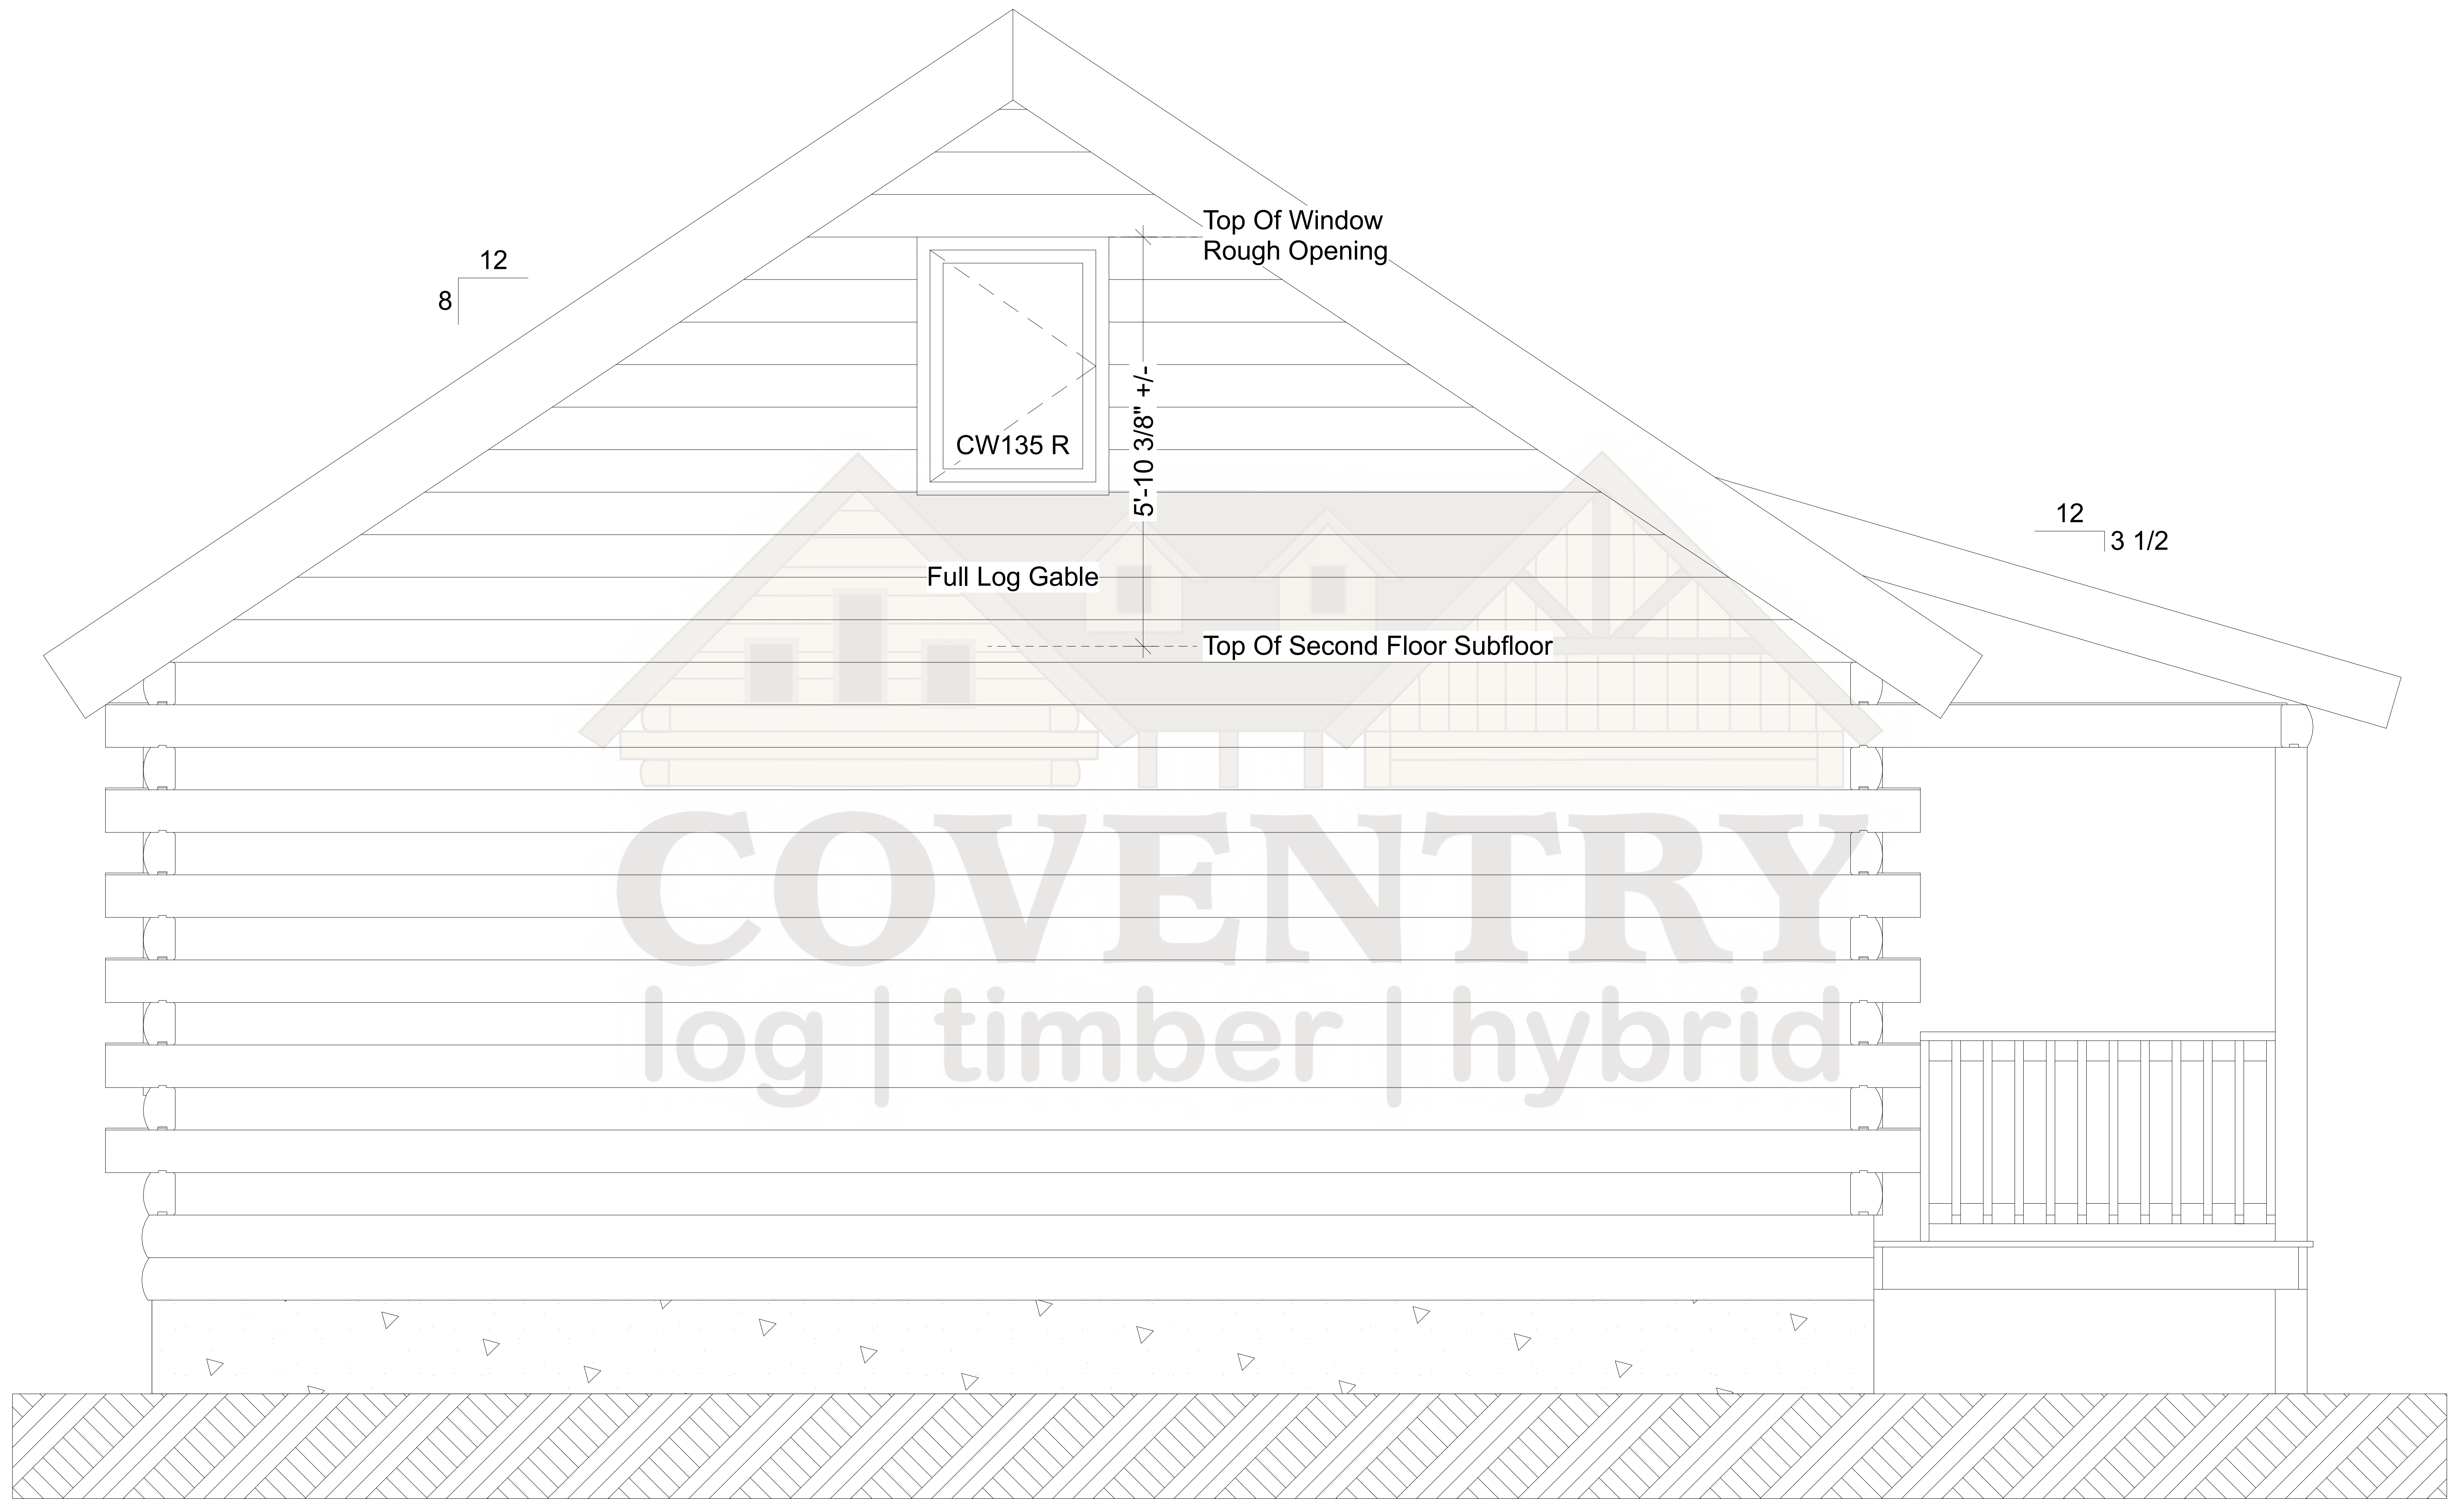 Top Of Window
Rough Opening
12
8
5'-10 3/8" +/-
CW135 R
12
3 1/2
Full Log Gable
Top Of Second Floor Subfloor
COVENTRY
log | timber | hybrid